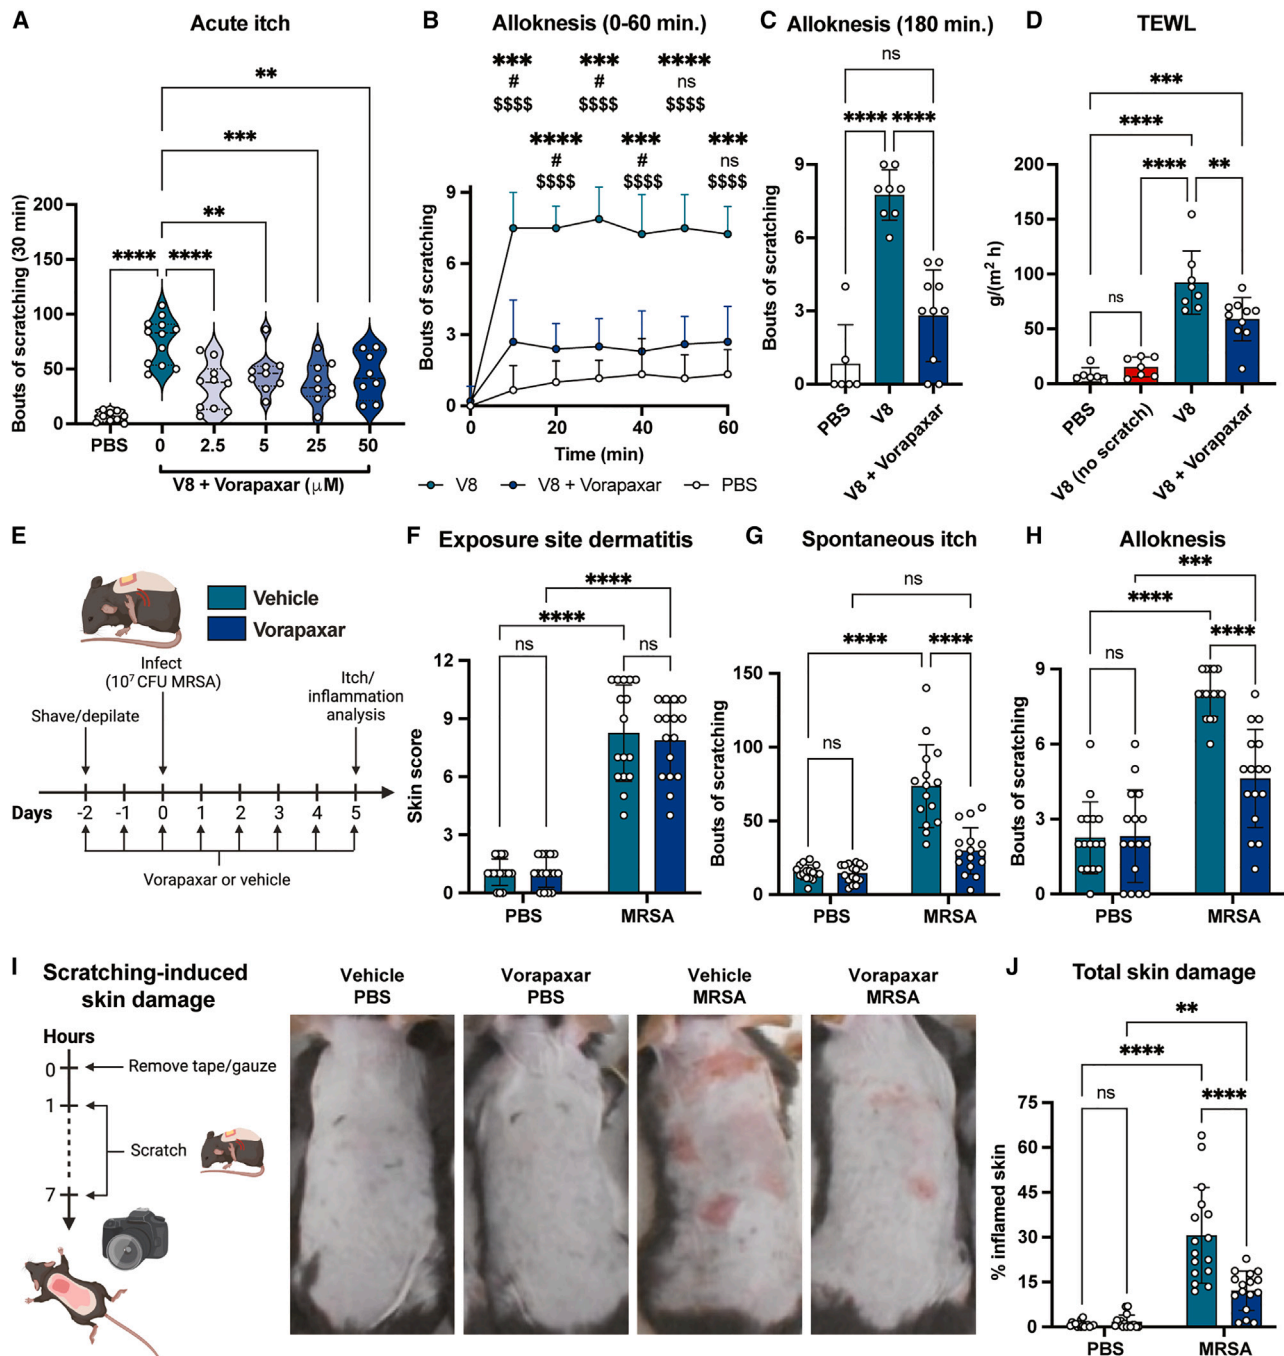 A Acute itch
**
***
**
**** ****
Bouts of scratching (30 min)
200
150
100
50
0
PBS 0 2.5 5 25 50
V8 + Vorapaxar (μM)
B Alloknesis (0-60 min.)
*** *** ****
# # ns
$$$$ $$$$ $$$$
**** *** ***
# # ns
$$$$ $$$$ $$$$
Bouts of scratching
9
6
3
0
0 20 40 60
Time (min)
V8 V8 + Vorapaxar PBS
C Alloknesis (180 min.)
ns
**** ****
Bouts of scratching
9
6
3
0
PBS
V8
V8 + Vorapaxar
D TEWL
***
****
**** **
ns
g/(m² h)
200
150
100
50
0
PBS
V8 (no scratch)
V8
V8 + Vorapaxar
E
Vehicle
Vorapaxar
Infect
(10⁷ CFU MRSA)
Shave/depilate
Itch/
inflammation
analysis
Days -2 -1 0 1 2 3 4 5
Vorapaxar or vehicle
F Exposure site dermatitis
****
****
ns ns
Skin score
12
9
6
3
0
PBS MRSA
G Spontaneous itch
ns
**** ****
ns
Bouts of scratching
150
100
50
0
PBS MRSA
H Alloknesis
***
****
****
ns
Bouts of scratching
9
6
3
0
PBS MRSA
I Scratching-induced
skin damage
Hours
0 Remove tape/gauze
1
Scratch
7
Vehicle
PBS
Vorapaxar
PBS
Vehicle
MRSA
Vorapaxar
MRSA
J Total skin damage
**
****
ns ****
% inflamed skin
75
60
45
30
15
0
PBS MRSA